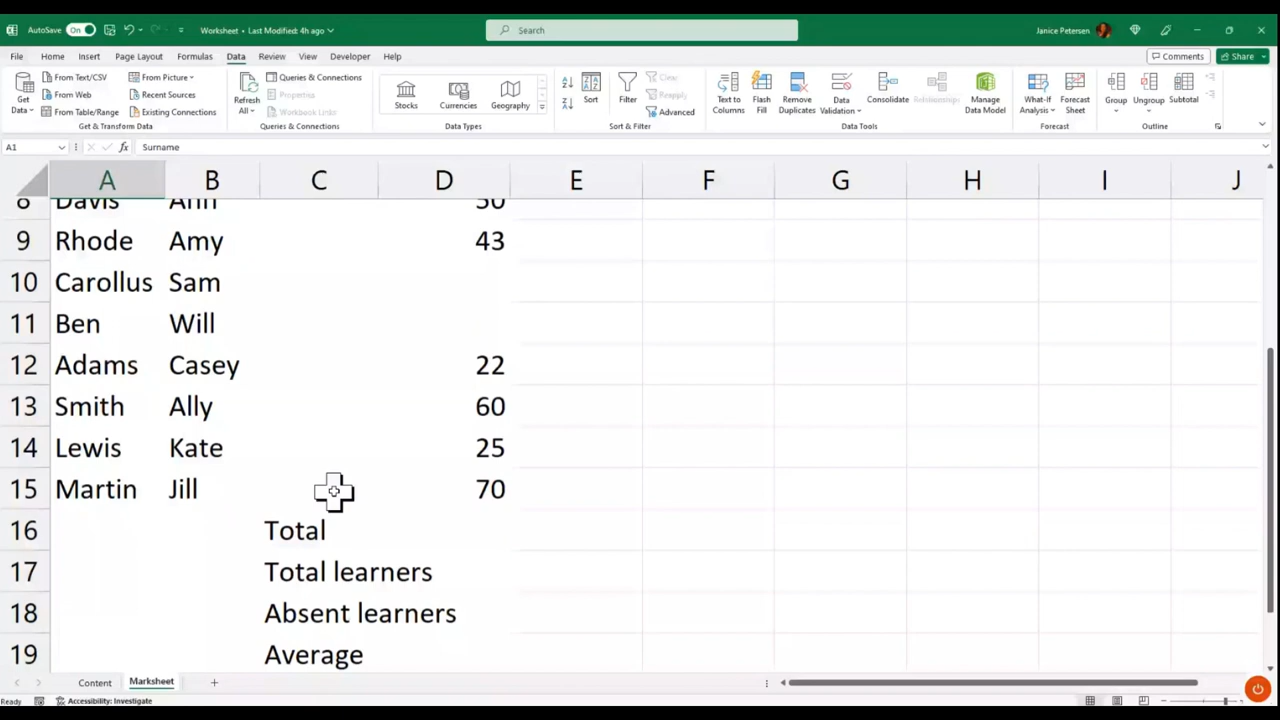 AutoSave On Worksheet • Last Modified: 4h ago Search Janice Petersen
File Home Insert Page Layout Formulas Data Review View Developer Help Comments Share
Get Data
From Text/CSV
From Web
From Table/Range
From Picture
Recent Sources
Existing Connections
Get & Transform Data
Refresh All
Queries & Connections
Properties
Workbook Links
Queries & Connections
Stocks Currencies Geography
Data Types
Sort Filter
Clear
Reapply
Advanced
Sort & Filter
Text to Columns
Flash Fill
Remove Duplicates
Data Validation
Consolidate
Relationships
Manage Data Model
Data Tools
What-If Analysis
Forecast Sheet
Forecast
Group Ungroup Subtotal
Outline
A1 fx Surname
A B C D E F G H I J
8 Davis Ann 50
9 Rhode Amy 43
10 Carollus Sam
11 Ben Will
12 Adams Casey 22
13 Smith Ally 60
14 Lewis Kate 25
15 Martin Jill 70
16 Total
17 Total learners
18 Absent learners
19 Average
Content Marksheet
Ready Accessibility: Investigate